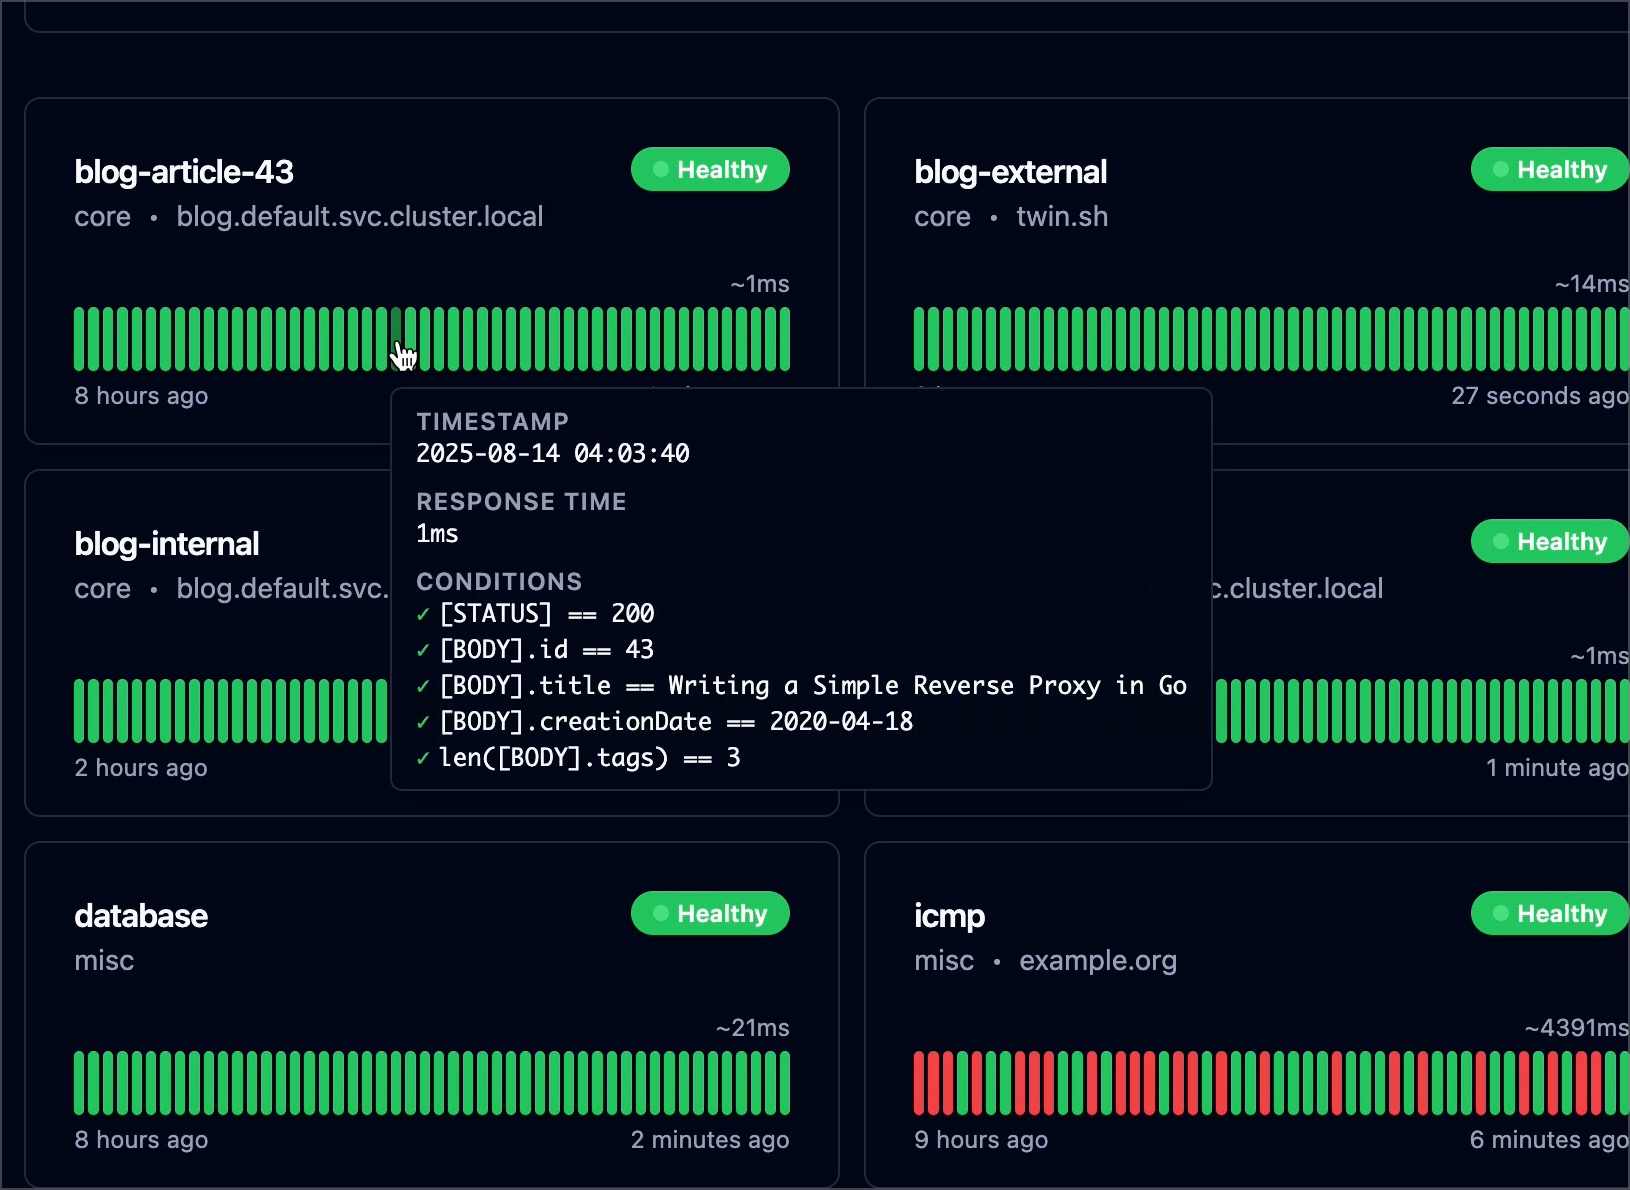 blog-article-43
Healthy
core • blog.default.svc.cluster.local
~1ms
8 hours ago
blog-external
Healthy
core • twin.sh
~14ms
27 seconds ago
TIMESTAMP
2025-08-14 04:03:40
RESPONSE TIME
1ms
CONDITIONS
✓ [STATUS] == 200
✓ [BODY].id == 43
✓ [BODY].title == Writing a Simple Reverse Proxy in Go
✓ [BODY].creationDate == 2020-04-18
✓ len([BODY].tags) == 3
blog-internal
core • blog.default.svc.
2 hours ago
Healthy
c.cluster.local
~1ms
1 minute ago
database
Healthy
misc
~21ms
8 hours ago
2 minutes ago
icmp
Healthy
misc • example.org
~4391ms
9 hours ago
6 minutes ago